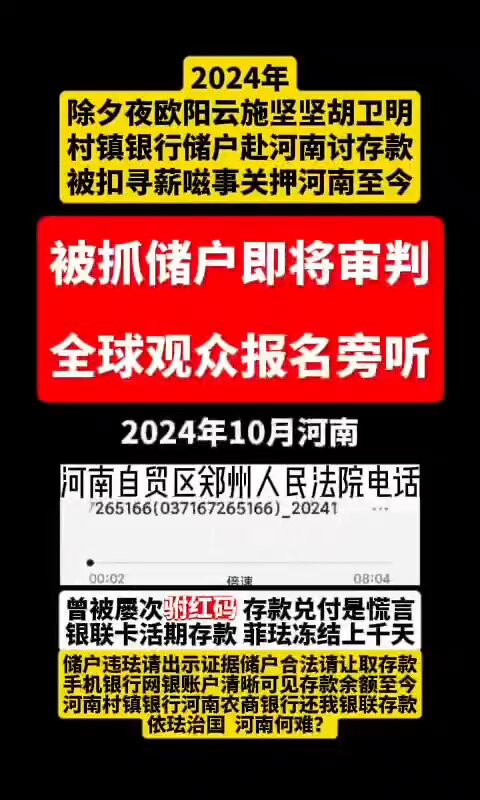 2024年
除夕夜欧阳云施坚坚胡卫明
村镇银行储户赴河南讨存款
被扣寻薪嗞事关押河南至今
被抓储户即将审判
全球观众报名旁听
2024年10月河南
河南自贸区郑州人民法院电话
265166(037167265166)_20241
00:02 倍速 08:04
曾被屡次驸红码 存款兑付是慌言
银联卡活期存款 菲珐冻结上千天
储户违珐请出示证据储户合法请让取存款
手机银行网银账户清晰可见存款余额至今
河南村镇银行河南农商银行还我银联存款
依珐治国 河南何难?